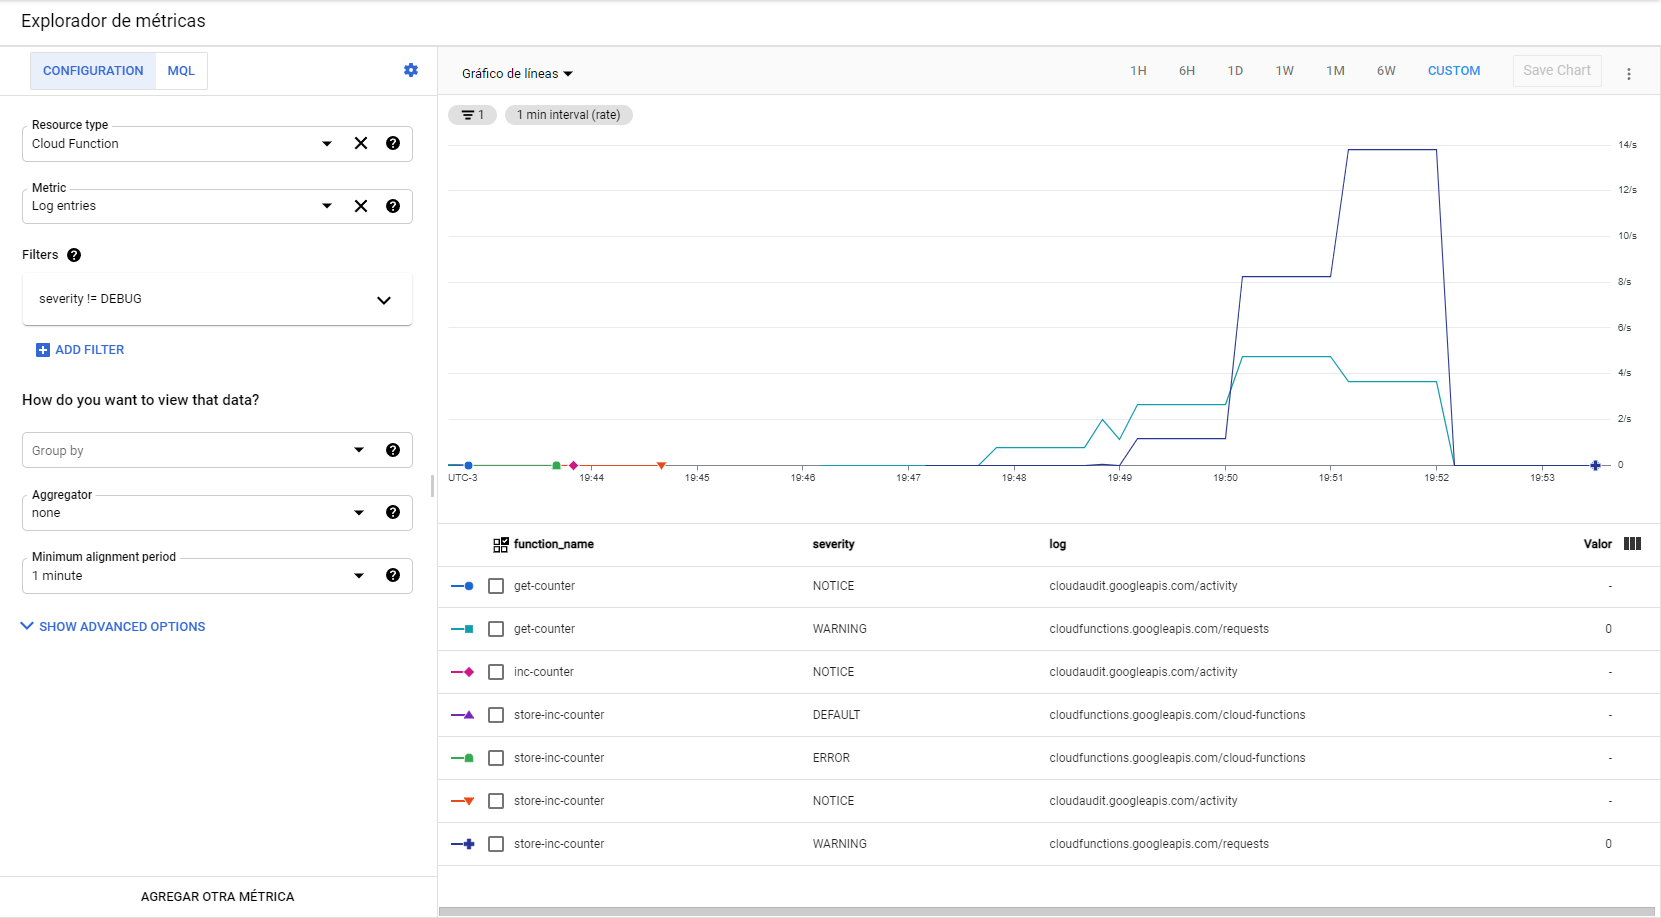 Explorador de métricas
CONFIGURATION MQL
Resource type
Cloud Function
Metric
Log entries
Filters
severity != DEBUG
ADD FILTER
How do you want to view that data?
Group by
Aggregator
none
Minimum alignment period
1 minute
SHOW ADVANCED OPTIONS
AGREGAR OTRA MÉTRICA
Gráfico de líneas
1H 6H 1D 1W 1M 6W CUSTOM Save Chart
1 1 min interval (rate)
14/s
12/s
10/s
8/s
6/s
4/s
2/s
0
UTC-3 19:44 19:45 19:46 19:47 19:48 19:49 19:50 19:51 19:52 19:53
function_name severity log Valor
get-counter NOTICE cloudaudit.googleapis.com/activity -
get-counter WARNING cloudfunctions.googleapis.com/requests 0
inc-counter NOTICE cloudaudit.googleapis.com/activity -
store-inc-counter DEFAULT cloudfunctions.googleapis.com/cloud-functions -
store-inc-counter ERROR cloudfunctions.googleapis.com/cloud-functions -
store-inc-counter NOTICE cloudaudit.googleapis.com/activity -
store-inc-counter WARNING cloudfunctions.googleapis.com/requests 0